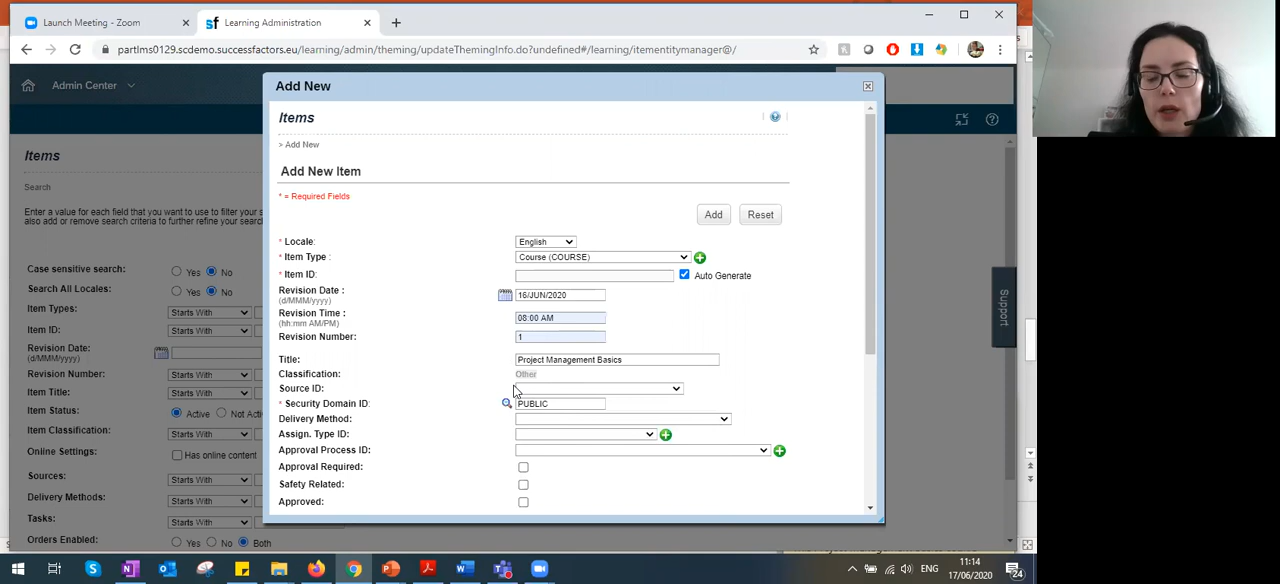 Launch Meeting - Zoom
Learning Administration
partlms0129.scdemo.successfactors.eu/learning/admin/theming/updateThemingInfo.do?undefined#/learning/itementitymanager@/
Admin Center
Items
Search
Enter a value for each field that you want to use to filter your s
also add or remove search criteria to further refine your searc
Case sensitive search: Yes No
Search All Locales: Yes No
Item Types: Starts With
Item ID: Starts With
Revision Date:
(d/MMM/yyyy)
Revision Number: Starts With
Item Title: Starts With
Item Status: Active Not Ac
Item Classification: Starts With
Online Settings: Has online content
Sources: Starts With
Delivery Methods: Starts With
Tasks: Starts With
Orders Enabled: Yes No Both
Add New
Items
> Add New
Add New Item
* = Required Fields
Add Reset
* Locale: English
* Item Type : Course (COURSE)
* Item ID: Auto Generate
Revision Date : 16/JUN/2020
(d/MMM/yyyy)
Revision Time : 08:00 AM
(hh:mm AM/PM)
Revision Number: 1
Title: Project Management Basics
Classification: Other
Source ID:
* Security Domain ID: PUBLIC
Delivery Method:
Assign. Type ID:
Approval Process ID:
Approval Required:
Safety Related:
Approved:
Support
ENG
11:14
17/06/2020
24